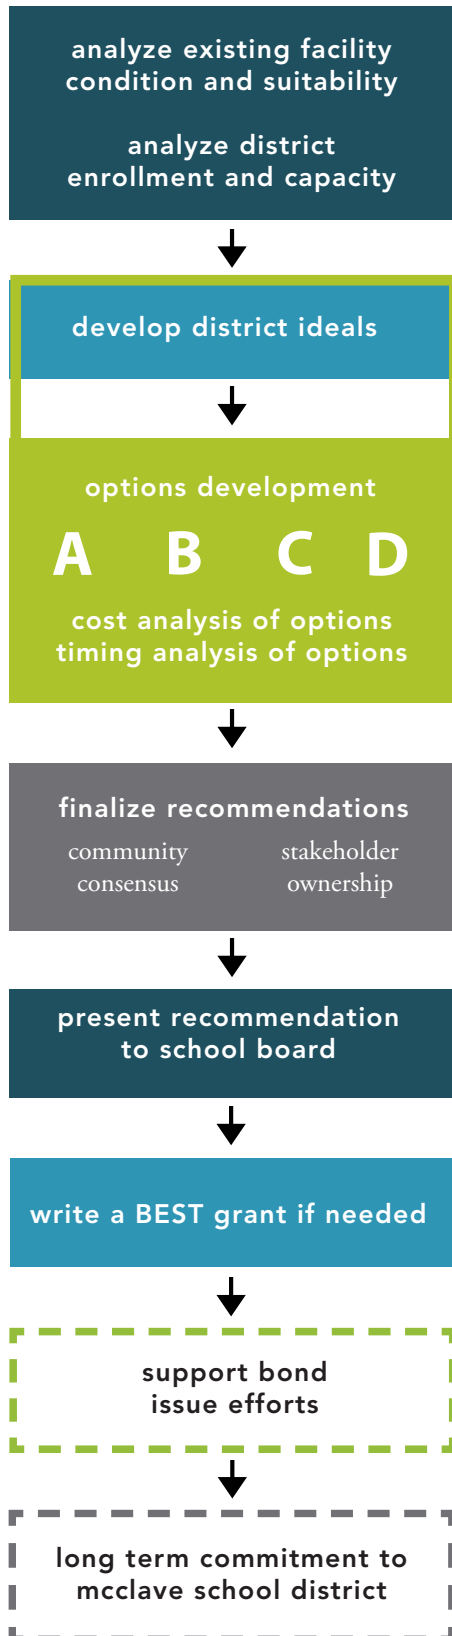 analyze existing facility
condition and suitability
analyze district
enrollment and capacity
develop district ideals
options development
A B C D
cost analysis of options
timing analysis of options
finalize recommendations
community
consensus
stakeholder
ownership
present recommendation
to school board
write a BEST grant if needed
support bond
issue efforts
long term commitment to
mcclave school district